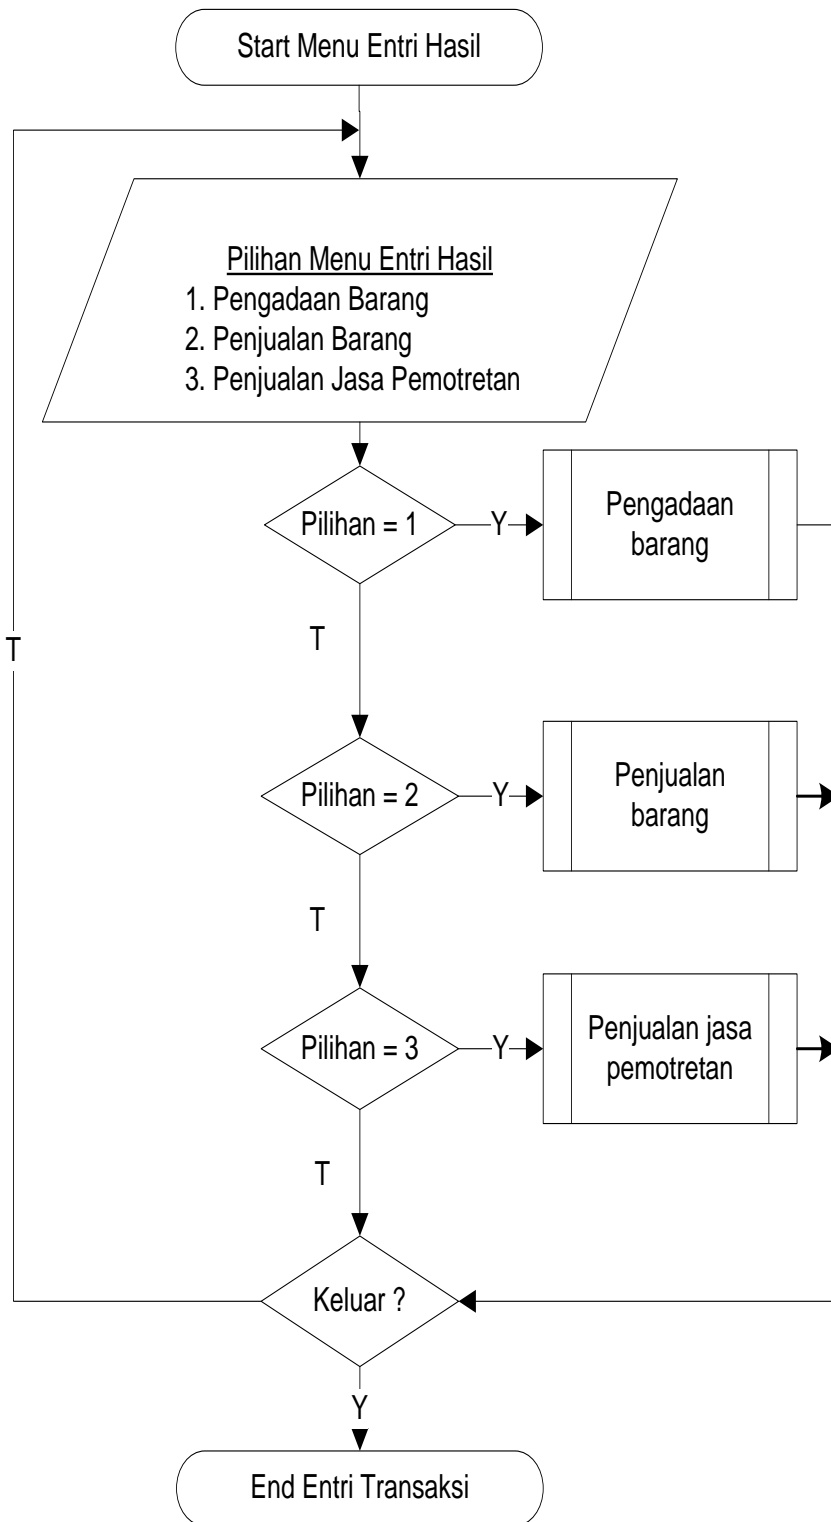 Start Menu Entri Hasil
Pilihan Menu Entri Hasil
1. Pengadaan Barang
2. Penjualan Barang
3. Penjualan Jasa Pemotretan
Pilihan = 1
Y
Pengadaan
barang
T
T
Pilihan = 2
Y
Penjualan
barang
T
Pilihan = 3
Y
Penjualan jasa
pemotretan
T
Keluar ?
Y
End Entri Transaksi